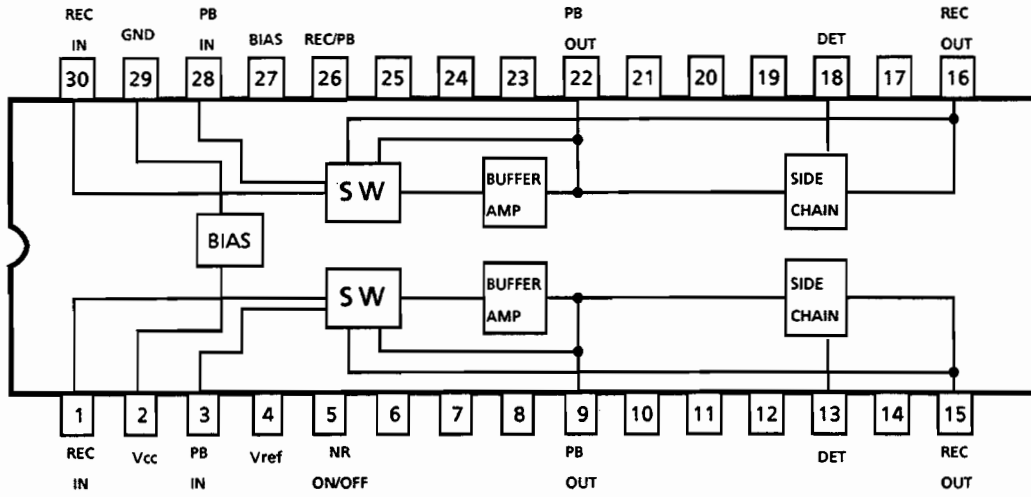 REC PB PB REC
IN GND IN BIAS REC/PB OUT DET OUT
30 29 28 27 26 25 24 23 22 21 20 19 18 17 16
SW BUFFER AMP SIDE CHAIN
BIAS
SW BUFFER AMP SIDE CHAIN
1 2 3 4 5 6 7 8 9 10 11 12 13 14 15
REC Vcc PB Vref NR PB DET REC
IN IN ON/OFF OUT OUT